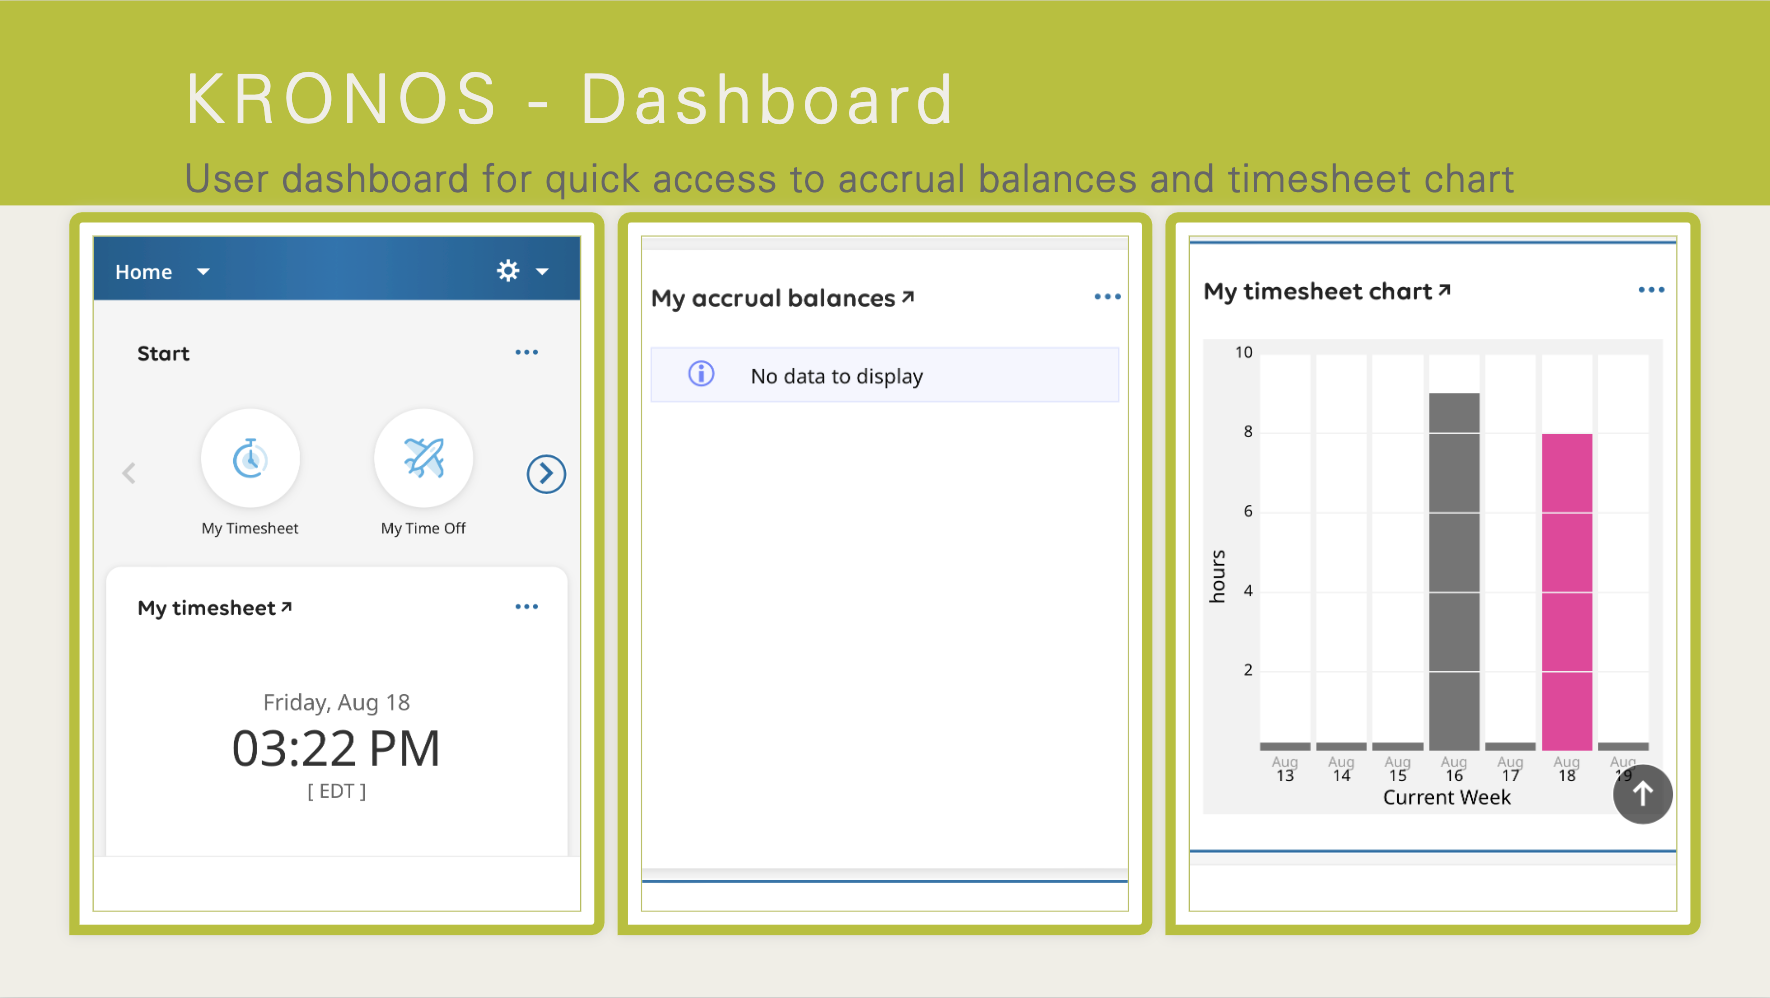 KRONOS - Dashboard
User dashboard for quick access to accrual balances and timesheet chart
Home
Start
My Timesheet
My Time Off
My timesheet
Friday, Aug 18
03:22 PM
[ EDT ]
My accrual balances
No data to display
My timesheet chart
10
8
6
4
2
hours
Aug Aug Aug Aug Aug Aug Aug
13 14 15 16 17 18 19
Current Week